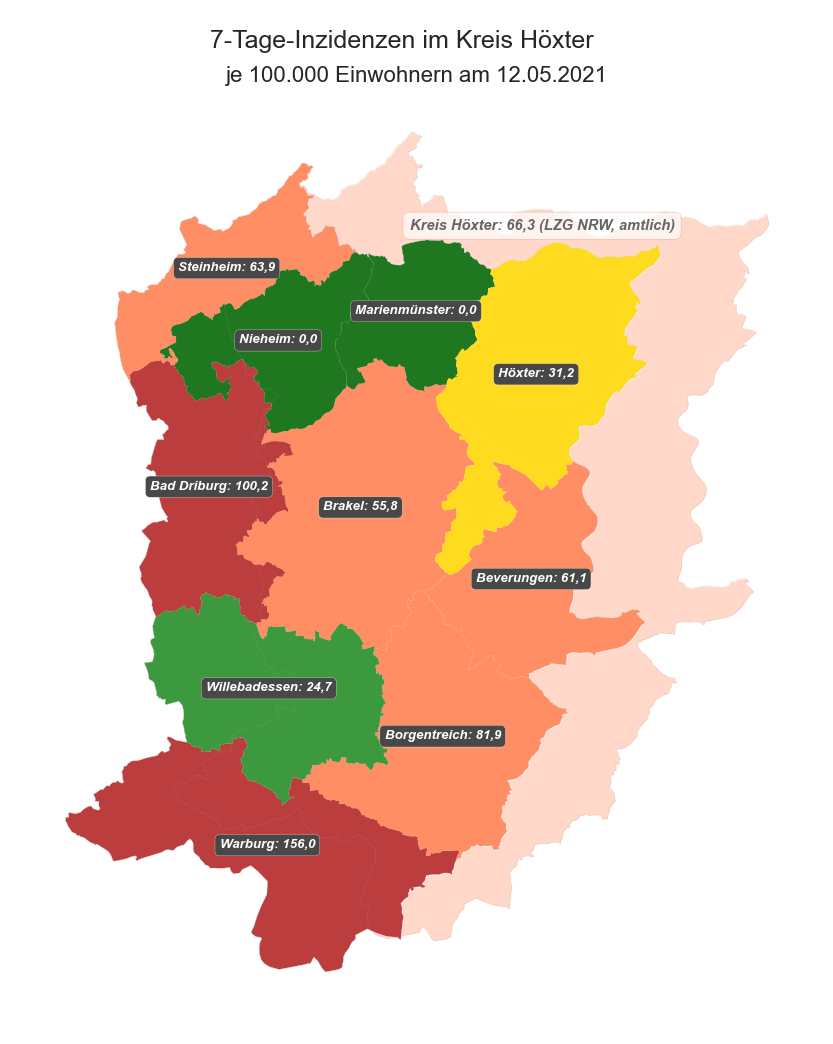 7-Tage-Inzidenzen im Kreis Höxter
je 100.000 Einwohnern am 12.05.2021
Kreis Höxter: 66,3 (LZG NRW, amtlich)
Steinheim: 63,9
Marienmünster: 0,0
Nieheim: 0,0
Höxter: 31,2
Bad Driburg: 100,2
Brakel: 55,8
Beverungen: 61,1
Willebadessen: 24,7
Borgentreich: 81,9
Warburg: 156,0